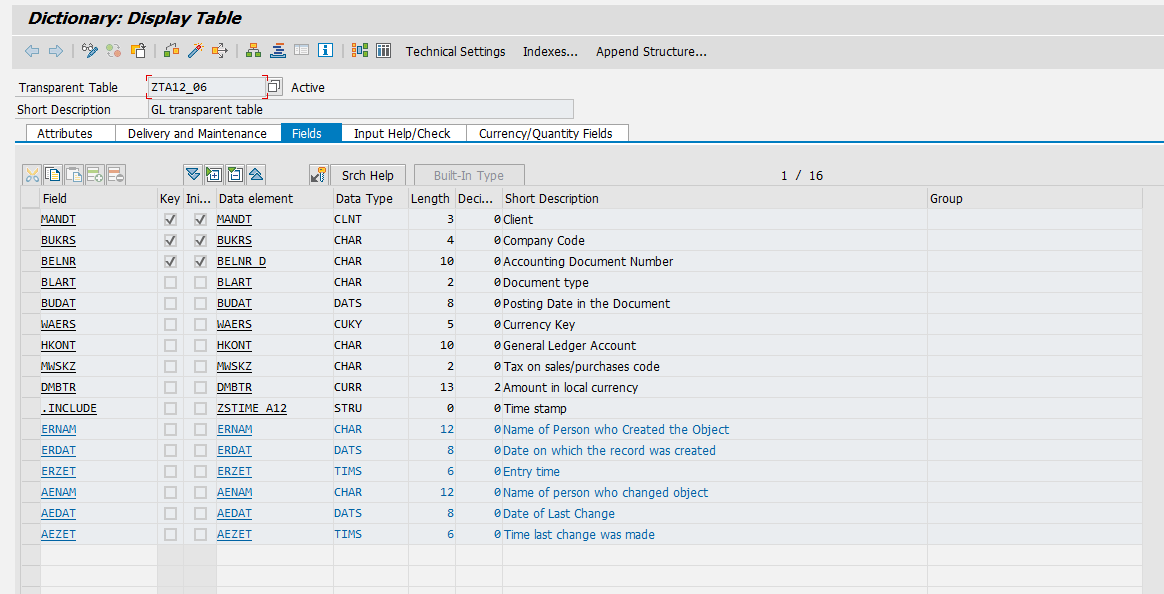 Dictionary: Display Table
Technical Settings Indexes... Append Structure...
Transparent Table ZTA12_06 Active
Short Description GL transparent table
Attributes Delivery and Maintenance Fields Input Help/Check Currency/Quantity Fields
Srch Help Built-In Type 1 / 16
Field Key Ini... Data element Data Type Length Deci... Short Description Group
MANDT MANDT CLNT 3 0 Client
BUKRS BUKRS CHAR 4 0 Company Code
BELNR BELNR_D CHAR 10 0 Accounting Document Number
BLART BLART CHAR 2 0 Document type
BUDAT BUDAT DATS 8 0 Posting Date in the Document
WAERS WAERS CUKY 5 0 Currency Key
HKONT HKONT CHAR 10 0 General Ledger Account
MWSKZ MWSKZ CHAR 2 0 Tax on sales/purchases code
DMBTR DMBTR CURR 13 2 Amount in local currency
.INCLUDE ZSTIME_A12 STRU 0 0 Time stamp
ERNAM ERNAM CHAR 12 0 Name of Person who Created the Object
ERDAT ERDAT DATS 8 0 Date on which the record was created
ERZET ERZET TIMS 6 0 Entry time
AENAM AENAM CHAR 12 0 Name of person who changed object
AEDAT AEDAT DATS 8 0 Date of Last Change
AEZET AEZET TIMS 6 0 Time last change was made